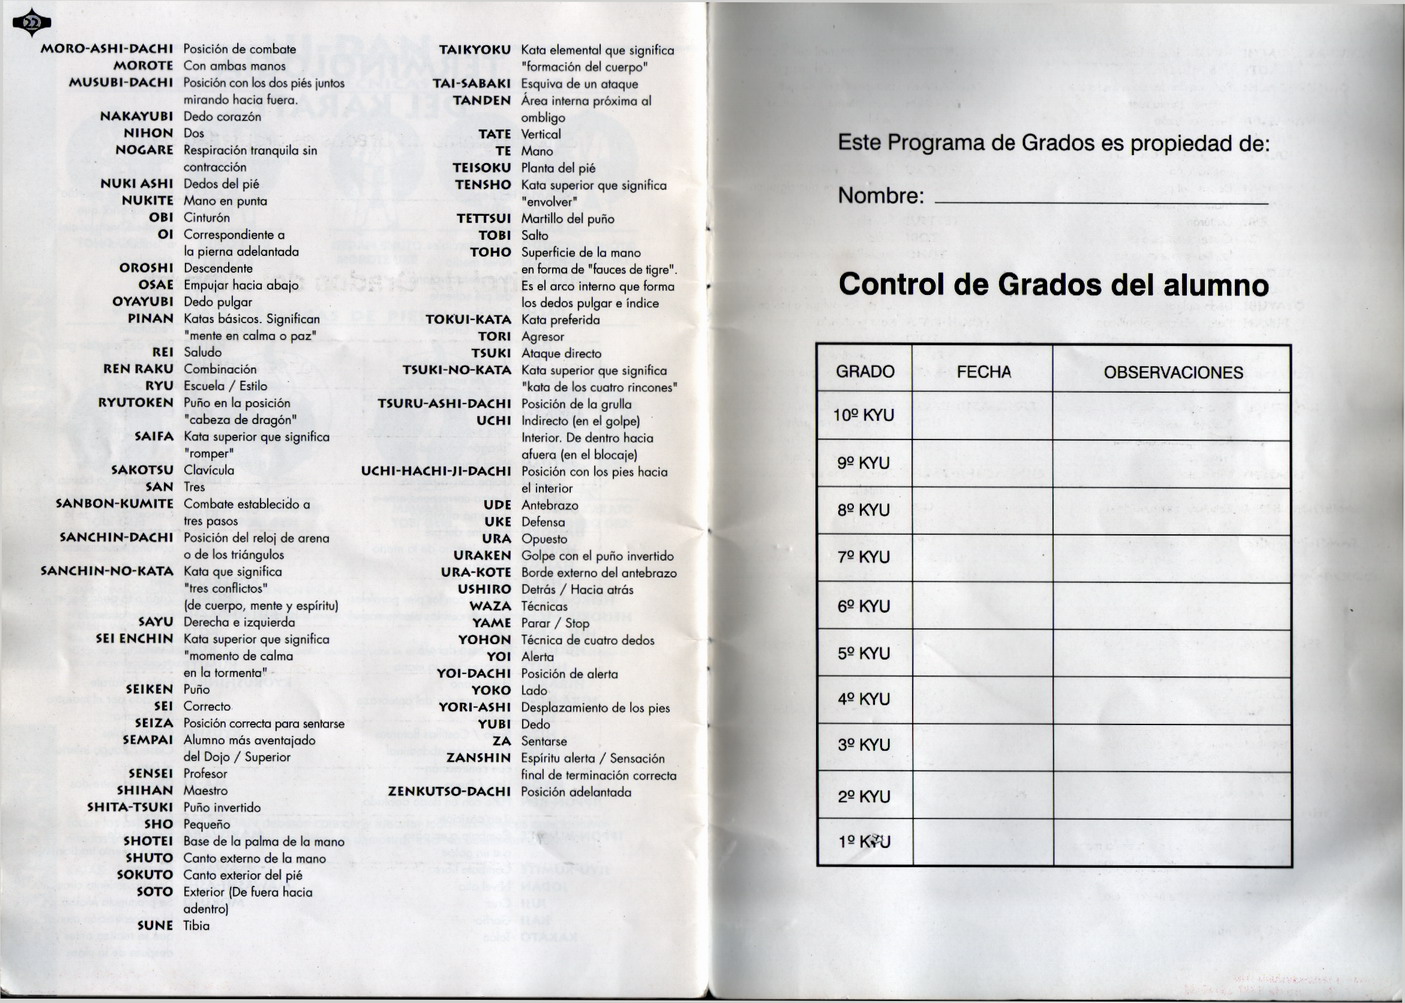 22
MORO-ASHI-DACHI Posición de combate
MOROTE Con ambas manos
MUSUBI-DACHI Posición con los dos piés juntos
mirando hacia fuera.
NAKAYUBI Dedo corazón
NIHON Dos
NOGARE Respiración tranquila sin
contracción
NUKI ASHI Dedos del pié
NUKITE Mano en punta
OBI Cinturón
OI Correspondiente a
la pierna adelantada
OROSHI Descendente
OSAE Empujar hacia abajo
OYAYUBI Dedo pulgar
PINAN Katas básicos. Significan
"mente en calma o paz"
REI Saludo
REN RAKU Combinación
RYU Escuela / Estilo
RYUTOKEN Puño en la posición
"cabeza de dragón"
SAIFA Kata superior que significa
"romper"
SAKOTSU Clavícula
SAN Tres
SANBON-KUMITE Combate establecido a
tres pasos
SANCHIN-DACHI Posición del reloj de arena
o de los triángulos
SANCHIN-NO-KATA Kata que significa
"tres conflictos"
(de cuerpo, mente y espíritu)
SAYU Derecha e izquierda
SEI ENCHIN Kata superior que significa
"momento de calma
en la tormenta"
SEIKEN Puño
SEI Correcto
SEIZA Posición correcta para sentarse
SEMPAI Alumno más aventajado
del Dojo / Superior
SENSEI Profesor
SHIHAN Maestro
SHITA-TSUKI Puño invertido
SHO Pequeño
SHOTEI Base de la palma de la mano
SHUTO Canto externo de la mano
SOKUTO Canto exterior del pié
SOTO Exterior (De fuera hacia
adentro)
SUNE Tibia
TAIKYOKU Kata elemental que significa
"formación del cuerpo"
TAI-SABAKI Esquiva de un ataque
TANDEN Área interna próxima al
ombligo
TATE Vertical
TE Mano
TEISOKU Planta del pié
TENSHO Kata superior que significa
"envolver"
TETTSUI Martillo del puño
TOBI Salto
TOHO Superficie de la mano
en forma de "fauces de tigre".
Es el arco interno que forma
los dedos pulgar e índice
TOKUI-KATA Kata preferida
TORI Agresor
TSUKI Ataque directo
TSUKI-NO-KATA Kata superior que significa
"kata de los cuatro rincones"
TSURU-ASHI-DACHI Posición de la grulla
UCHI Indirecto (en el golpe)
Interior. De dentro hacia
afuera (en el blocaje)
UCHI-HACHI-JI-DACHI Posición con los pies hacia
el interior
UDE Antebrazo
UKE Defensa
URA Opuesto
URAKEN Golpe con el puño invertido
URA-KOTE Borde externo del antebrazo
USHIRO Detrás / Hacia atrás
WAZA Técnicas
YAME Parar / Stop
YOHON Técnica de cuatro dedos
YOI Alerta
YOI-DACHI Posición de alerta
YOKO Lado
YORI-ASHI Desplazamiento de los pies
YUBI Dedo
ZA Sentarse
ZANSHIN Espíritu alerta / Sensación
final de terminación correcta
ZENKUTSO-DACHI Posición adelantada
Este Programa de Grados es propiedad de:
Nombre:
Control de Grados del alumno
GRADO FECHA OBSERVACIONES
10º KYU
9º KYU
8º KYU
7º KYU
6º KYU
5º KYU
4º KYU
3º KYU
2º KYU
1º KYU